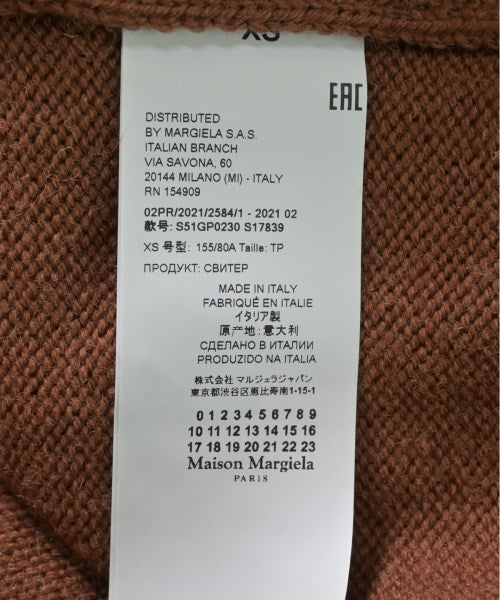 XS
EAC
DISTRIBUTED
BY MARGIELA S.A.S.
ITALIAN BRANCH
VIA SAVONA, 60
20144 MILANO (MI) - ITALY
RN 154909
02PR/2021/2584/1 - 2021 02
款号: S51GP0230 S17839
XS 号型: 155/80A Taille: TP
ПРОДУКТ: СВИТЕР
MADE IN ITALY
FABRIQUÉ EN ITALIE
イタリア製
原产地: 意大利
СДЕЛАНО В ИТАЛИИ
PRODUZIDO NA ITALIA
株式会社 マルジェラジャパン
東京都渋谷区恵比寿南1-15-1
0 1 2 3 4 5 6 7 8 9
10 11 12 13 14 15 16
17 18 19 20 21 22 23
Maison Margiela
PARIS